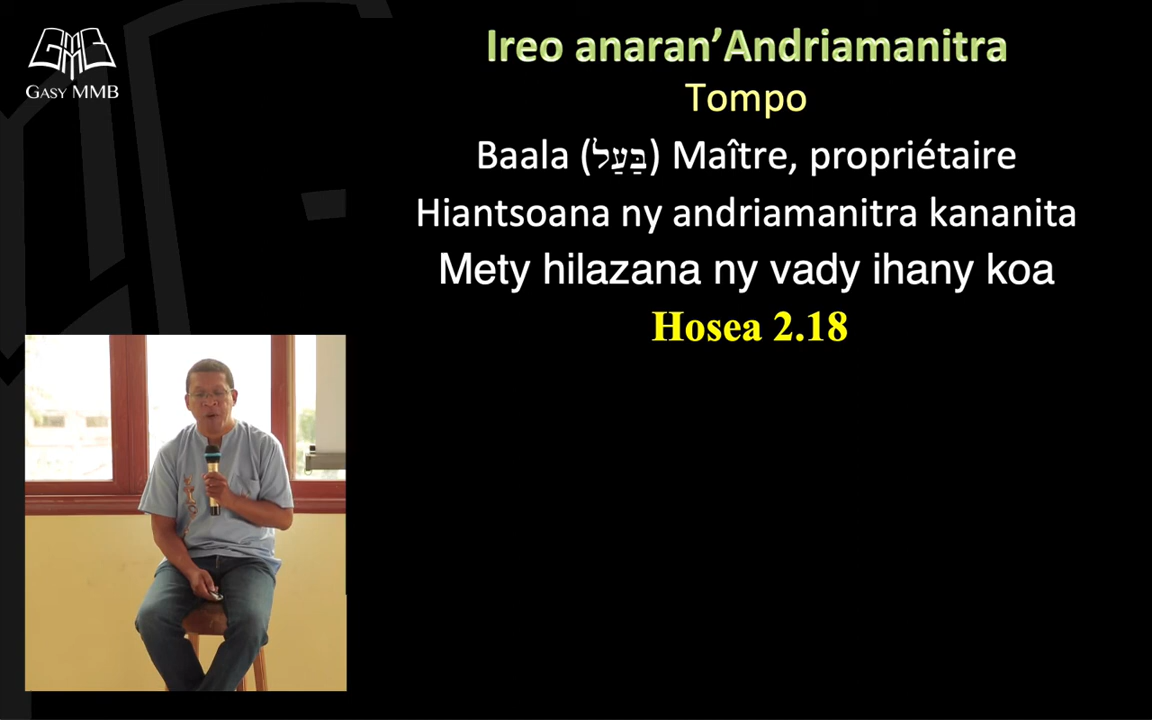 GASY MMB
Ireo anaran’Andriamanitra
Tompo
Baala (בַּעַל) Maître, propriétaire
Hiantsoana ny andriamanitra kananita
Mety hilazana ny vady ihany koa
Hosea 2.18